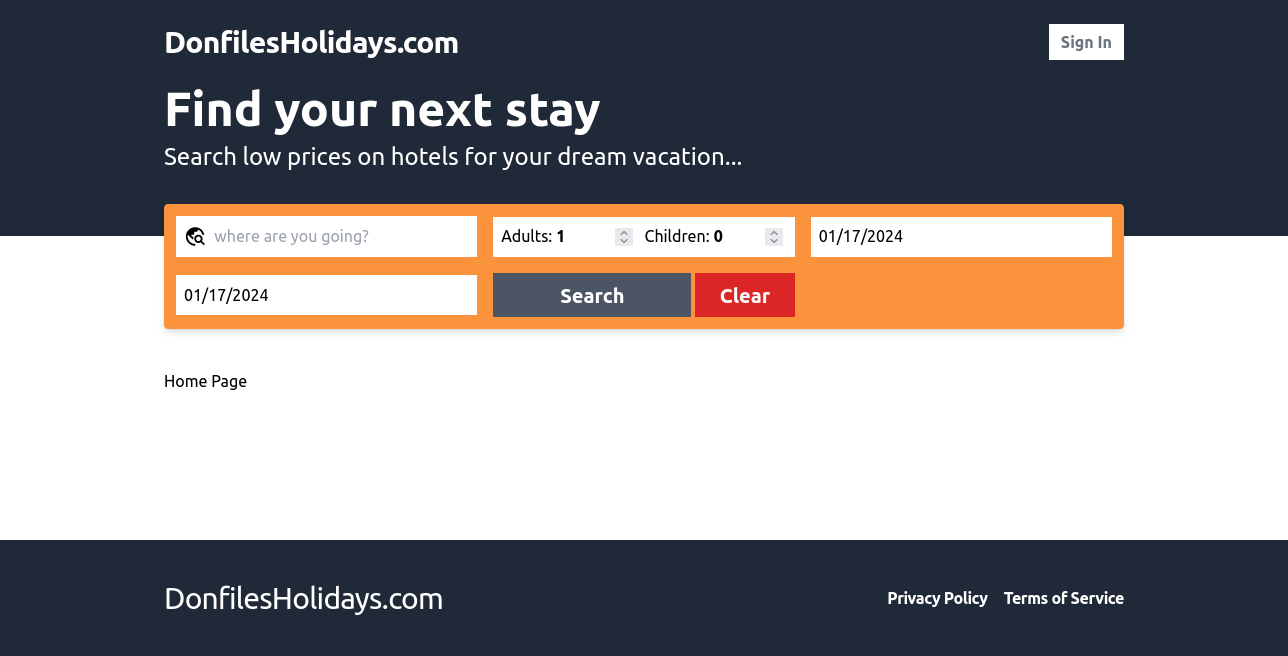 DonfilesHolidays.com
Sign In
Find your next stay
Search low prices on hotels for your dream vacation...
where are you going?
Adults: 1
Children: 0
01/17/2024
01/17/2024
Search
Clear
Home Page
DonfilesHolidays.com
Privacy Policy
Terms of Service